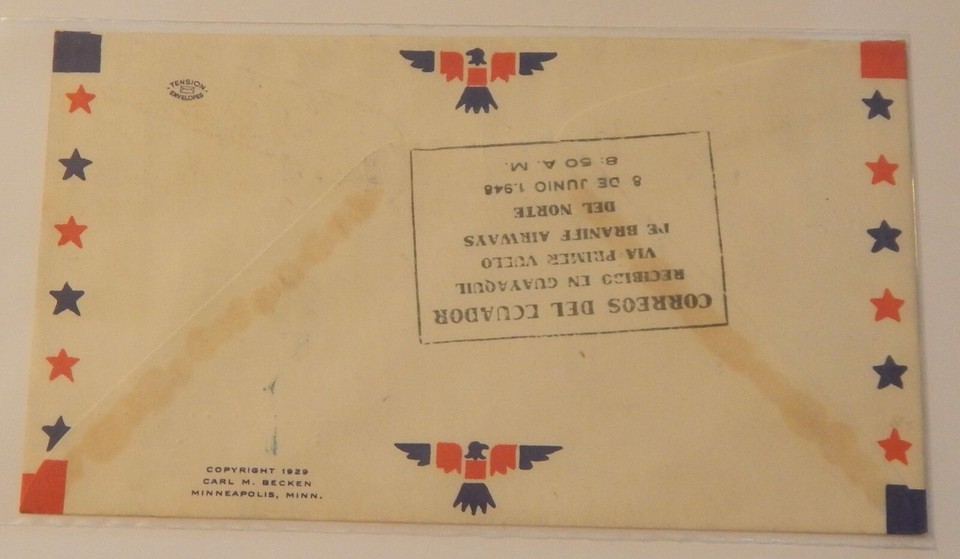 TENSION
ENVELOPES
CORREOS DEL ECUADOR
RECIBIDO EN GUAYAQUIL
VIA PRIMER VUELO
DE BRANIFF AIRWAYS
DEL NORTE
8 DE JUNIO 1.948
8:50 A. M.
COPYRIGHT 1929
CARL M. BECKEN
MINNEAPOLIS, MINN.